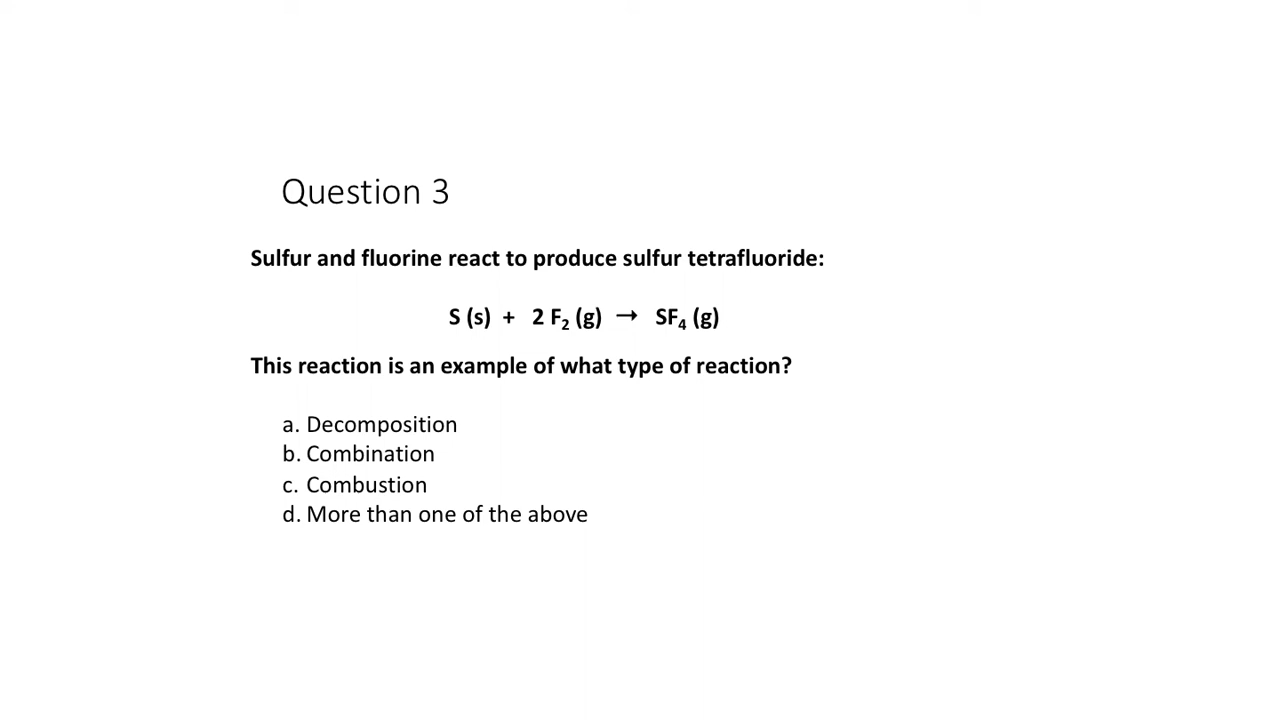 Question 3
Sulfur and fluorine react to produce sulfur tetrafluoride:
S (s) + 2 F₂ (g) → SF₄ (g)
This reaction is an example of what type of reaction?
a. Decomposition
b. Combination
c. Combustion
d. More than one of the above